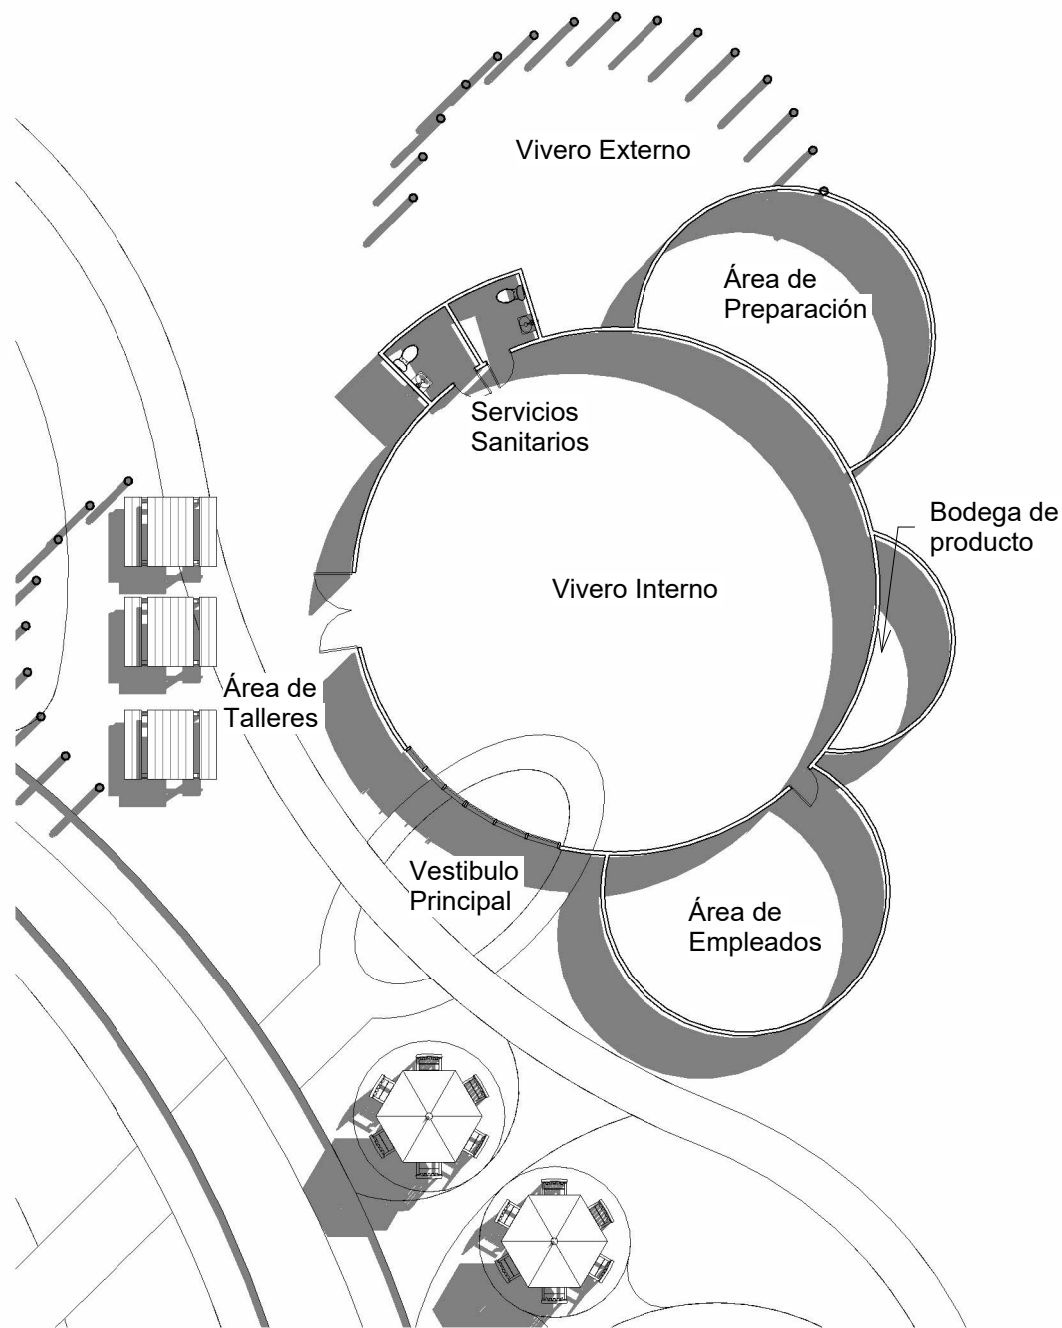 Vivero Externo
Área de
Preparación
Servicios
Sanitarios
Bodega de
producto
Vivero Interno
Área de
Talleres
Vestibulo
Principal
Área de
Empleados